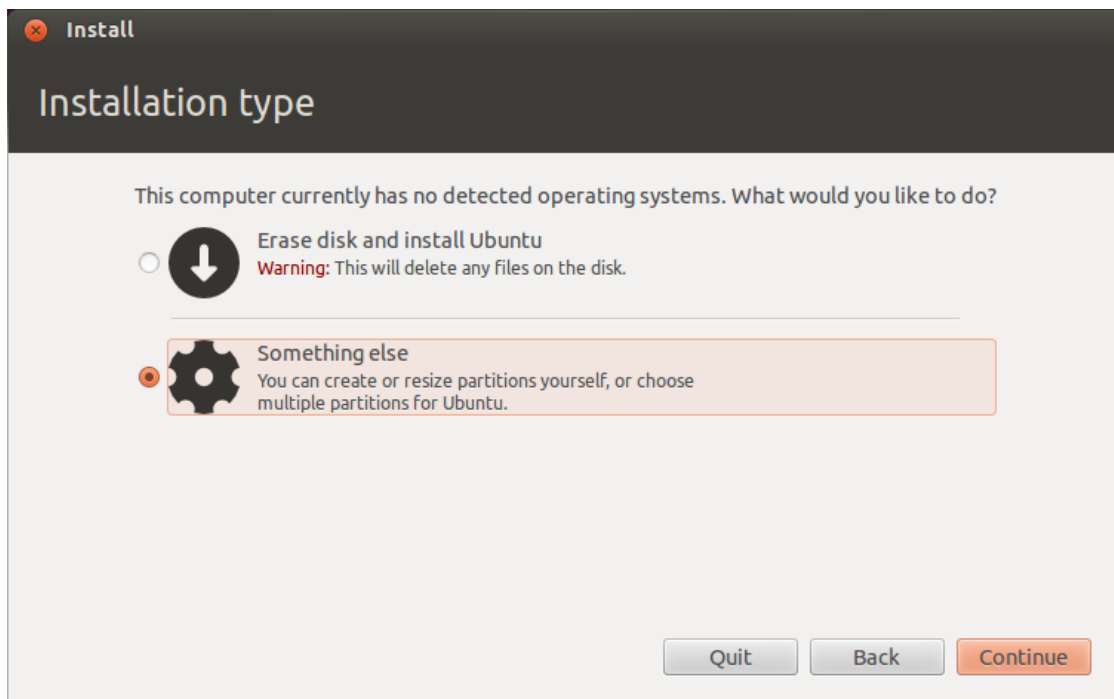 Install
Installation type
This computer currently has no detected operating systems. What would you like to do?
Erase disk and install Ubuntu
Warning: This will delete any files on the disk.
Something else
You can create or resize partitions yourself, or choose
multiple partitions for Ubuntu.
Quit Back Continue